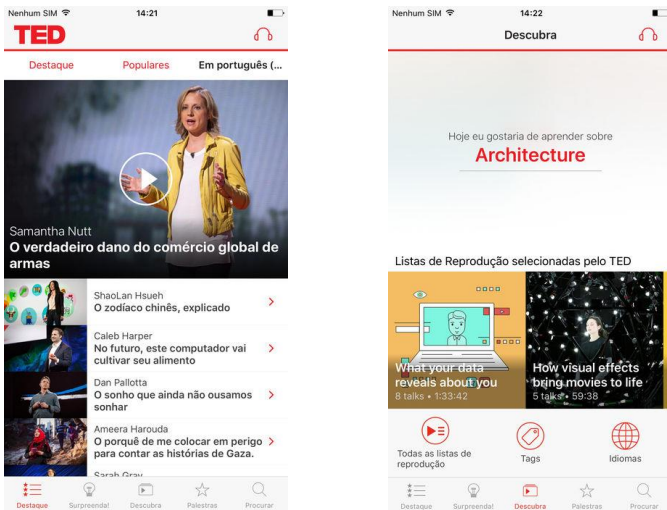 Nenhum SIM 14:21
TED
Destaque Populares Em português (...
Samantha Nutt
O verdadeiro dano do comércio global de
armas
ShaoLan Hsueh
O zodíaco chinês, explicado
Caleb Harper
No futuro, este computador vai
cultivar seu alimento
Dan Pallotta
O sonho que ainda não ousamos
sonhar
Ameera Harouda
O porquê de me colocar em perigo
para contar as histórias de Gaza.
Sarah Gray
Destaque Surpreenda! Descubra Palestras Procurar
Nenhum SIM 14:22
Descubra
Hoje eu gostaria de aprender sobre
Architecture
Listas de Reprodução selecionadas pelo TED
What your data
reveals about you
8 talks • 1:33:42
How visual effects
bring movies to life
5 talks • 59:38
Todas as listas de
reprodução
Tags
Idiomas
Destaque Surpreenda! Descubra Palestras Procurar